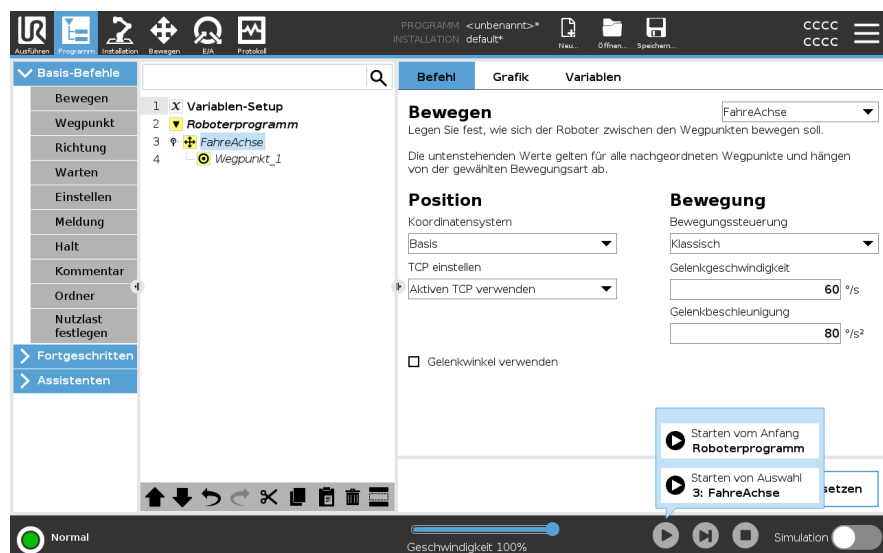 PROGRAMM <unbenannt>*
INSTALLATION default*
CCCC
CCCC
Ausführen Programm Installation Bewegen E/A Protokoll Neu... Öffnen... Speichern...
Basis-Befehle
Bewegen
Wegpunkt
Richtung
Warten
Einstellen
Meldung
Halt
Kommentar
Ordner
Nutzlast
festlegen
Fortgeschritten
Assistenten
1 X Variablen-Setup
2 Roboterprogramm
3 FahreAchse
4 Wegpunkt_1
Befehl Grafik Variablen
Bewegen FahreAchse
Legen Sie fest, wie sich der Roboter zwischen den Wegpunkten bewegen soll.
Die untenstehenden Werte gelten für alle nachgeordneten Wegpunkte und hängen
von der gewählten Bewegungsart ab.
Position
Koordinatensystem
Basis
TCP einstellen
Aktiven TCP verwenden
Gelenkwinkel verwenden
Bewegung
Bewegungssteuerung
Klassisch
Gelenkgeschwindigkeit
60 °/s
Gelenkbeschleunigung
80 °/s²
Starten vom Anfang
Roboterprogramm
Starten von Auswahl
3: FahreAchse
setzen
Normal
Geschwindigkeit 100%
Simulation